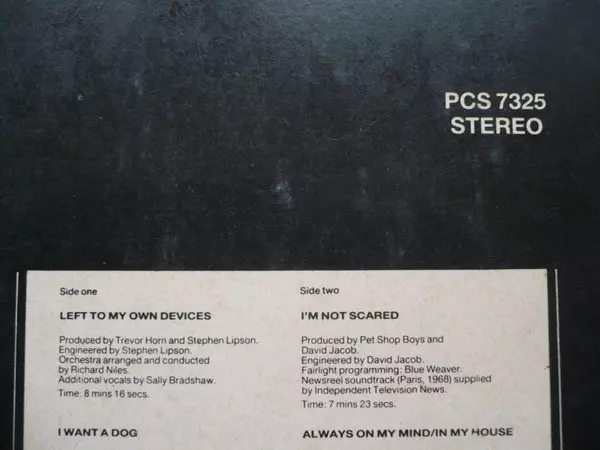 PCS 7325
STEREO
Side one
LEFT TO MY OWN DEVICES
Produced by Trevor Horn and Stephen Lipson.
Engineered by Stephen Lipson.
Orchestra arranged and conducted
by Richard Niles.
Additional vocals by Sally Bradshaw.
Time: 8 mins 16 secs.
I WANT A DOG
Side two
I'M NOT SCARED
Produced by Pet Shop Boys and
David Jacob.
Engineered by David Jacob.
Fairlight programming: Blue Weaver.
Newsreel soundtrack (Paris, 1968) supplied
by Independent Television News.
Time: 7 mins 23 secs.
ALWAYS ON MY MIND/IN MY HOUSE